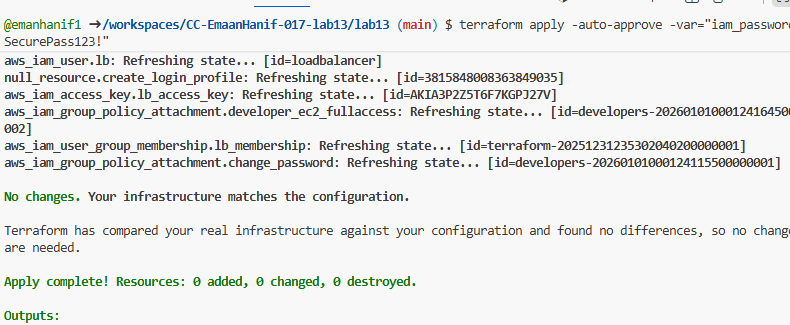 @emanhanif1 →/workspaces/CC-EmaanHanif-017-lab13/lab13 (main) $ terraform apply -auto-approve -var="iam_password
SecurePass123!"
aws_iam_user.lb: Refreshing state... [id=loadbalancer]
null_resource.create_login_profile: Refreshing state... [id=3815848008363849035]
aws_iam_access_key.lb_access_key: Refreshing state... [id=AKIA3P2Z5T6F7KGPJ27V]
aws_iam_group_policy_attachment.developer_ec2_fullaccess: Refreshing state... [id=developers-20260101000124164500
002]
aws_iam_user_group_membership.lb_membership: Refreshing state... [id=terraform-20251231235302040200000001]
aws_iam_group_policy_attachment.change_password: Refreshing state... [id=developers-20260101000124115500000001]
No changes. Your infrastructure matches the configuration.
Terraform has compared your real infrastructure against your configuration and found no differences, so no change
are needed.
Apply complete! Resources: 0 added, 0 changed, 0 destroyed.
Outputs: